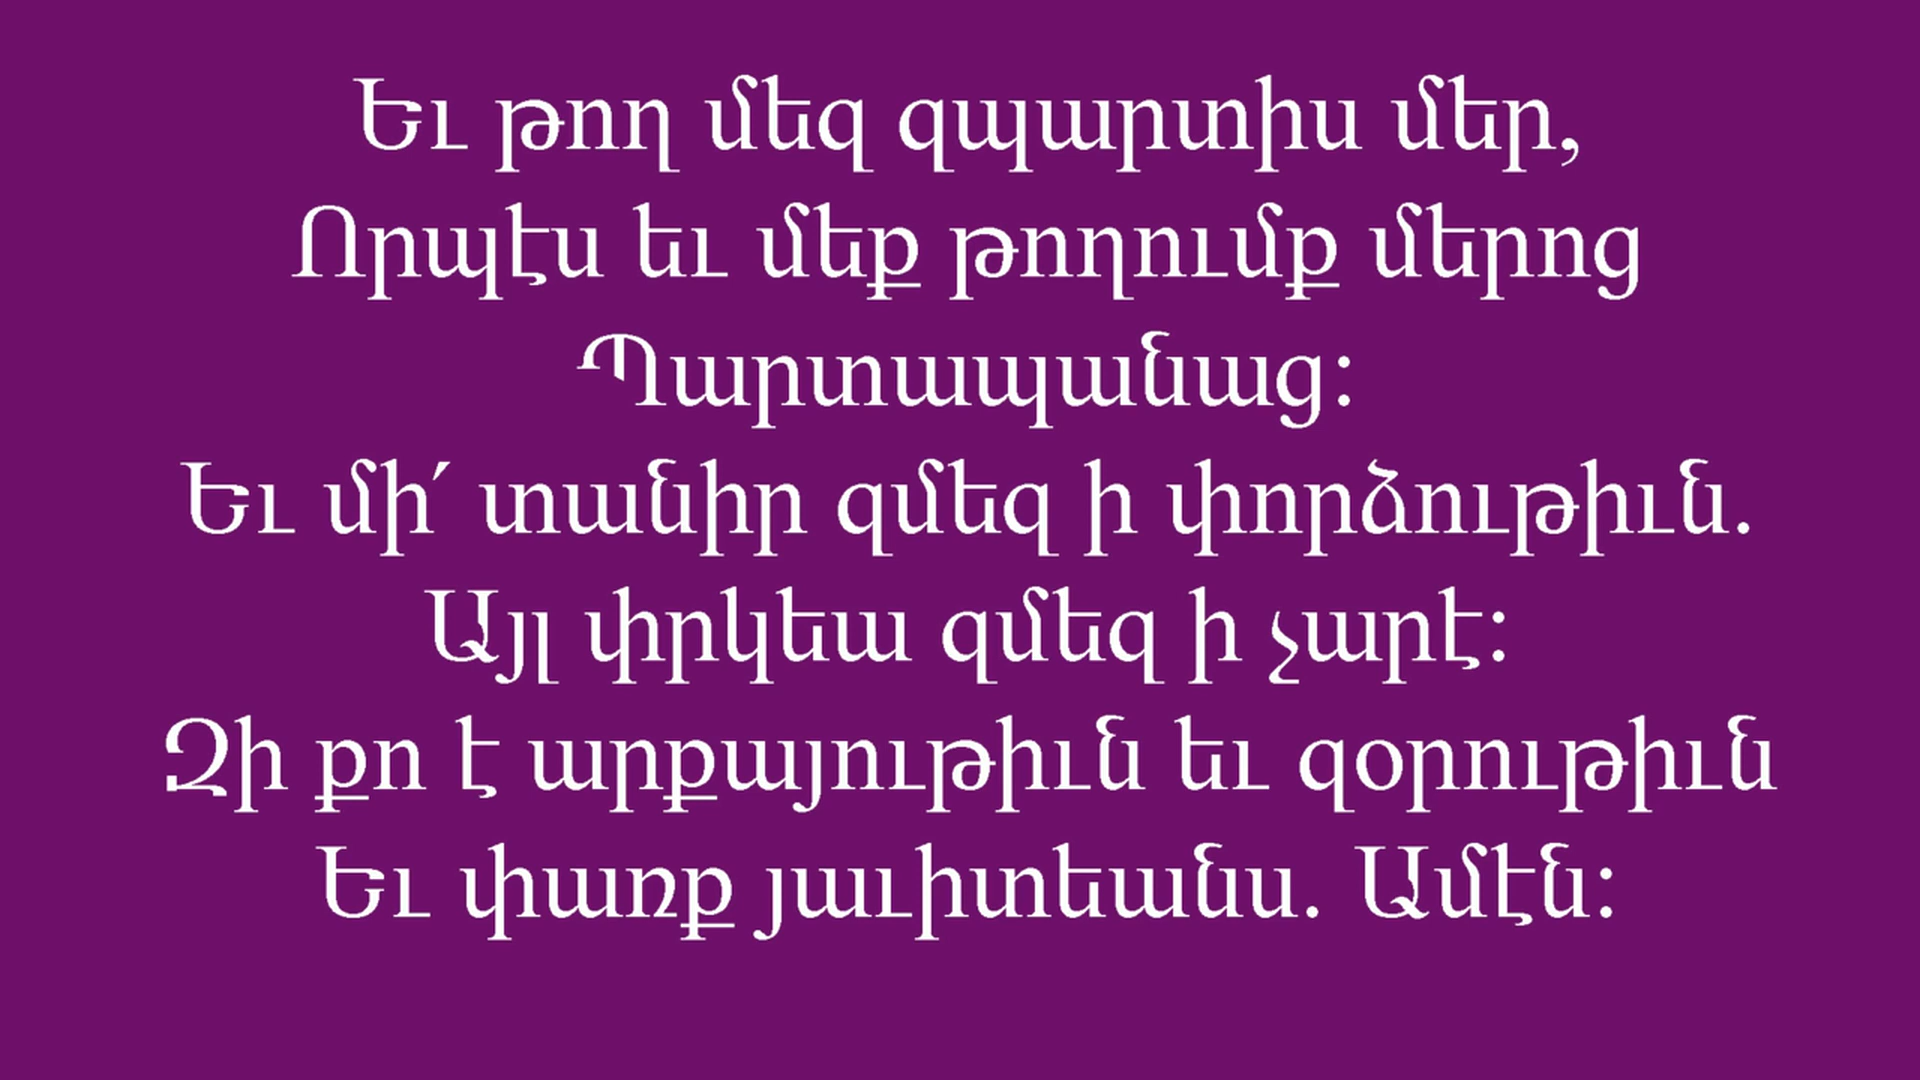 Եւ թող մեզ զպարտիս մեր,
Որպէս եւ մեք թողումք մերոց
Պարտապանաց:
Եւ մի՛ տանիր զմեզ ի փորձութիւն.
Այլ փրկեա զմեզ ի չարէ:
Զի քո է արքայութիւն եւ զօրութիւն
Եւ փառք յաւիտեանս. Ամէն: